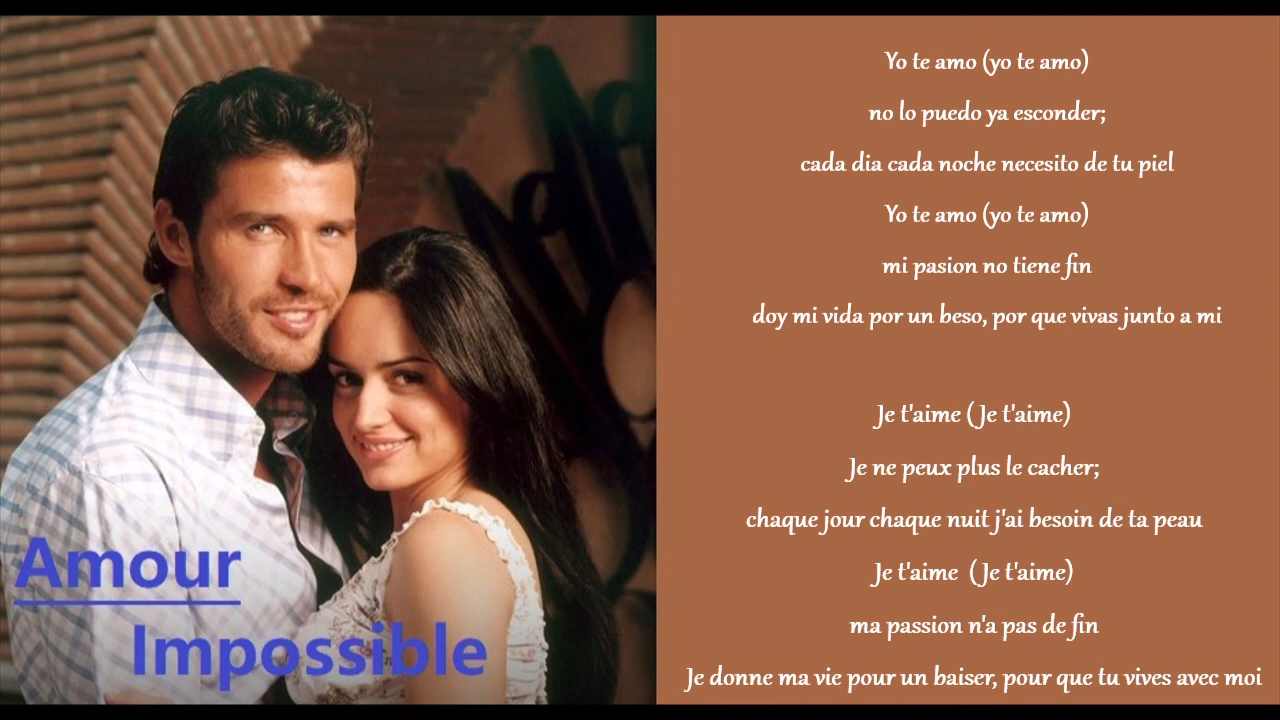 Amour
Impossible
Yo te amo (yo te amo)
no lo puedo ya esconder;
cada dia cada noche necesito de tu piel
Yo te amo (yo te amo)
mi pasion no tiene fin
doy mi vida por un beso, por que vivas junto a mi
Je t'aime ( Je t'aime)
Je ne peux plus le cacher;
chaque jour chaque nuit j'ai besoin de ta peau
Je t'aime  ( Je t'aime)
ma passion n'a pas de fin
Je donne ma vie pour un baiser, pour que tu vives avec moi